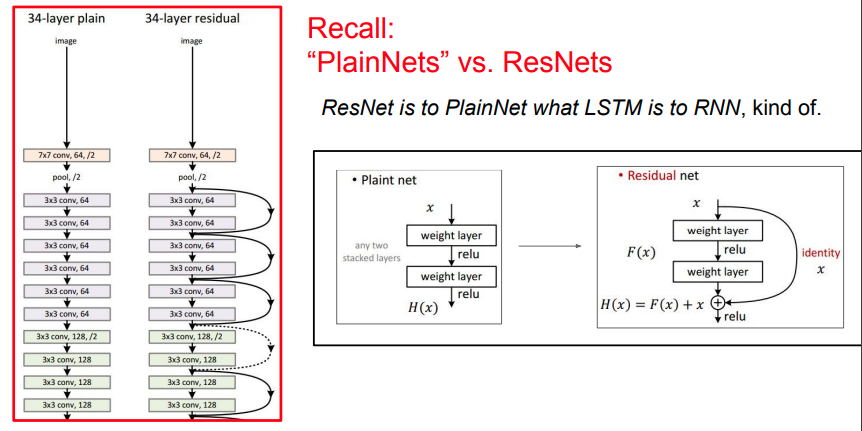 34-layer plain
34-layer residual
image
image
7x7 conv, 64, /2
7x7 conv, 64, /2
pool, /2
pool, /2
3x3 conv, 64
3x3 conv, 64
3x3 conv, 64
3x3 conv, 64
3x3 conv, 64
3x3 conv, 64
3x3 conv, 64
3x3 conv, 64
3x3 conv, 64
3x3 conv, 64
3x3 conv, 64
3x3 conv, 64
3x3 conv, 128, /2
3x3 conv, 128, /2
3x3 conv, 128
3x3 conv, 128
3x3 conv, 128
3x3 conv, 128
3x3 conv, 128
3x3 conv, 128
Recall:
“PlainNets” vs. ResNets
ResNet is to PlainNet what LSTM is to RNN, kind of.
• Plaint net
x
weight layer
any two
stacked layers
relu
weight layer
relu
H(x)
• Residual net
x
weight layer
F(x)
relu
identity
x
weight layer
H(x) = F(x) + x
relu